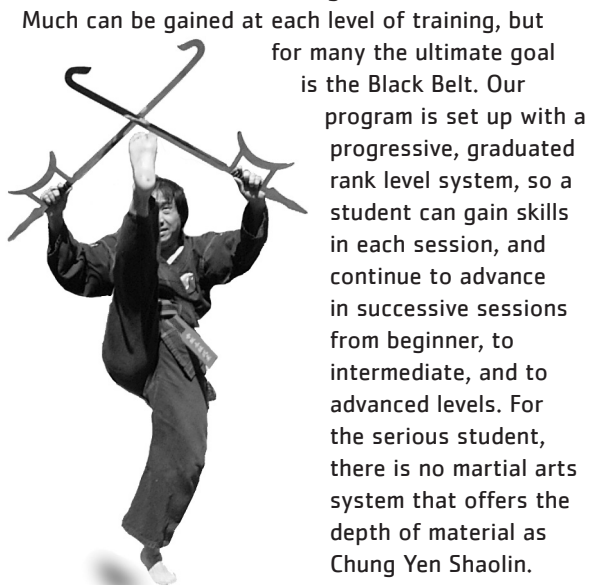 Much can be gained at each level of training, but
for many the ultimate goal
is the Black Belt. Our
program is set up with a
progressive, graduated
rank level system, so a
student can gain skills
in each session, and
continue to advance
in successive sessions
from beginner, to
intermediate, and to
advanced levels. For
the serious student,
there is no martial arts
system that offers the
depth of material as
Chung Yen Shaolin.